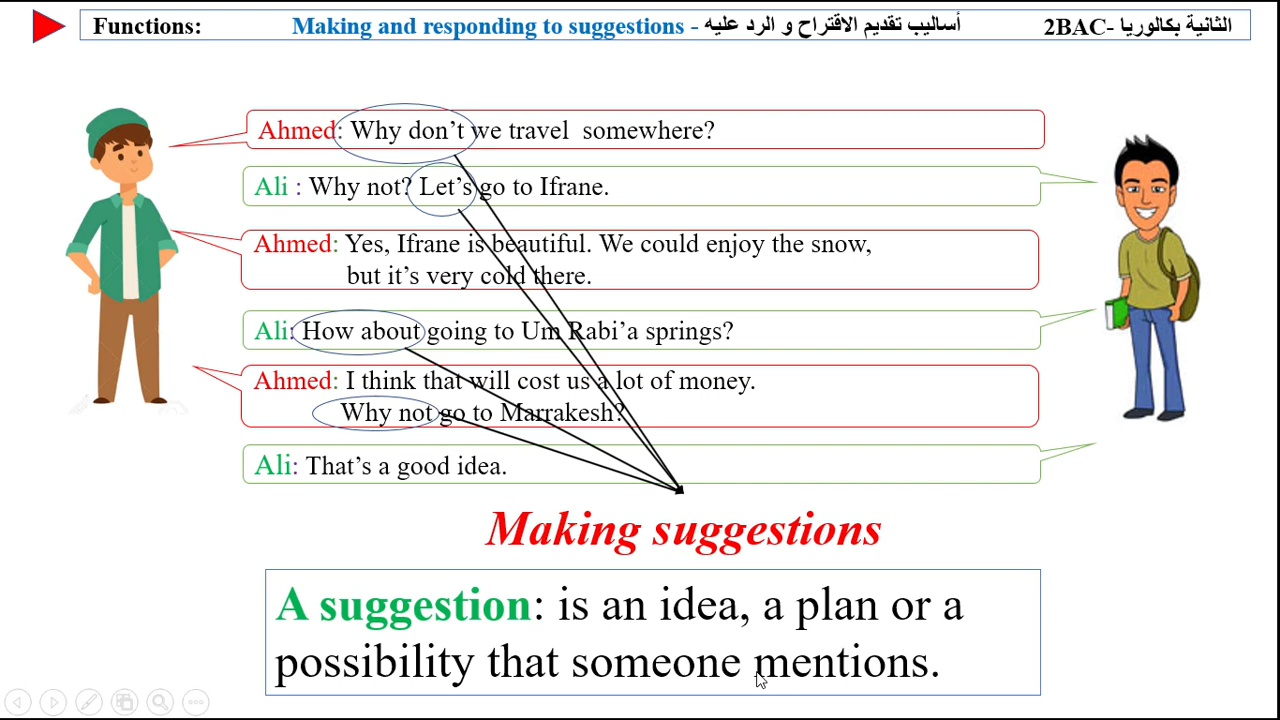 Functions: Making and responding to suggestions - أساليب تقديم الاقتراح و الرد عليه 2BAC- الثانية بكالوريا
Ahmed: Why don’t we travel somewhere?
Ali : Why not? Let’s go to Ifrane.
Ahmed: Yes, Ifrane is beautiful. We could enjoy the snow,
but it’s very cold there.
Ali: How about going to Um Rabi’a springs?
Ahmed: I think that will cost us a lot of money.
Why not go to Marrakesh?
Ali: That’s a good idea.
Making suggestions
A suggestion: is an idea, a plan or a
possibility that someone mentions.